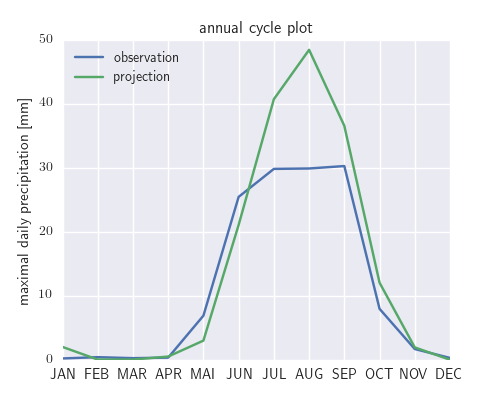 annual cycle plot
observation
projection
maximal daily precipitation [mm]
50
40
30
20
10
0
JAN FEB MAR APR MAI JUN JUL AUG SEP OCT NOV DEC